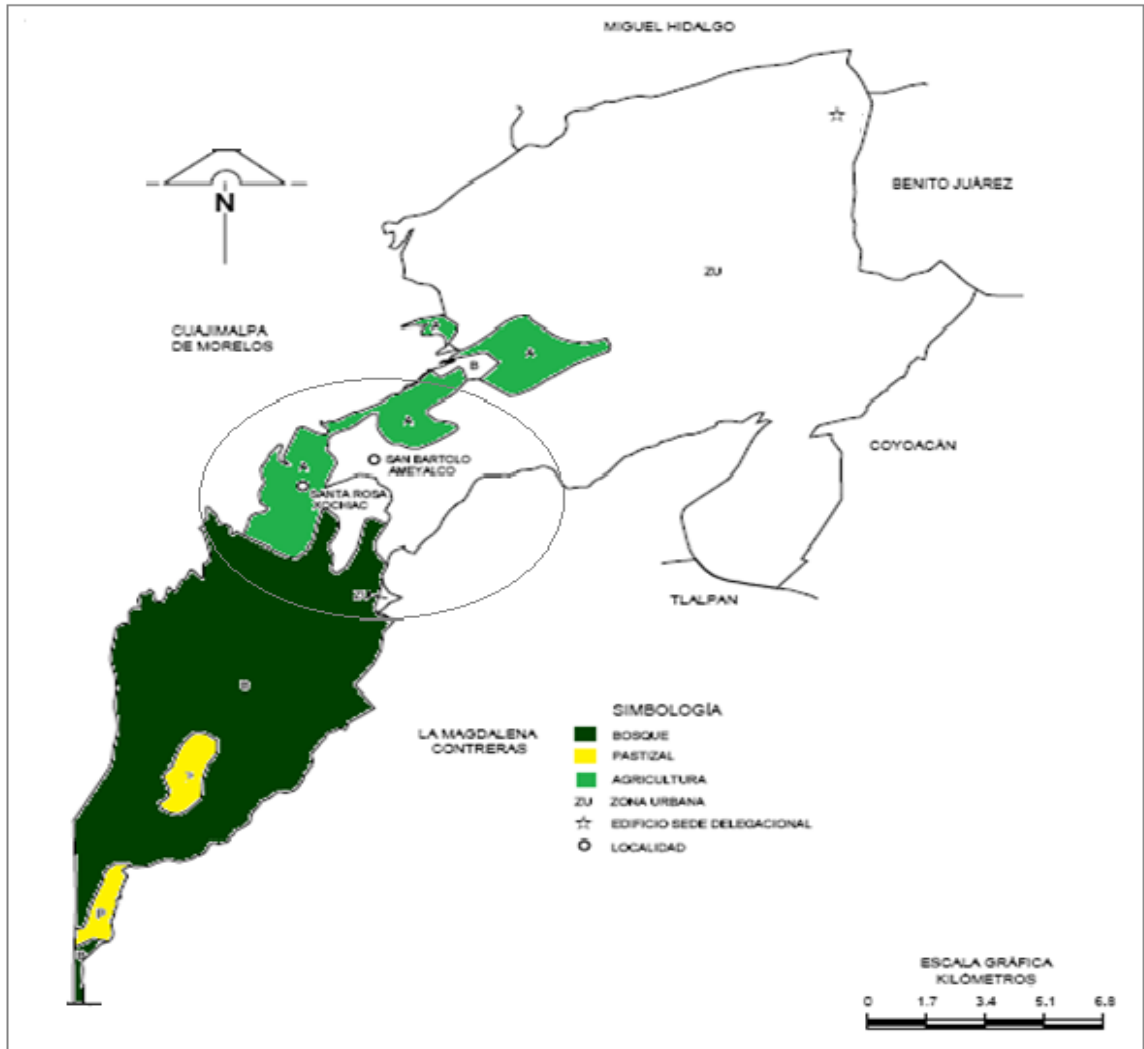 MIGUEL HIDALGO
BENITO JUÁREZ
N
ZU
CUAJIMALPA
DE MORELOS
A
A
B
A
COYOACÁN
SAN BARTOLO
AMEYALCO
A
SANTA ROSA
XOCHIAC
ZU
TLALPAN
B
LA MAGDALENA
CONTRERAS
SIMBOLOGÍA
BOSQUE
PASTIZAL
AGRICULTURA
ZU ZONA URBANA
EDIFICIO SEDE DELEGACIONAL
LOCALIDAD
P
P
B
ESCALA GRÁFICA
KILÓMETROS
0 1.7 3.4 5.1 6.8